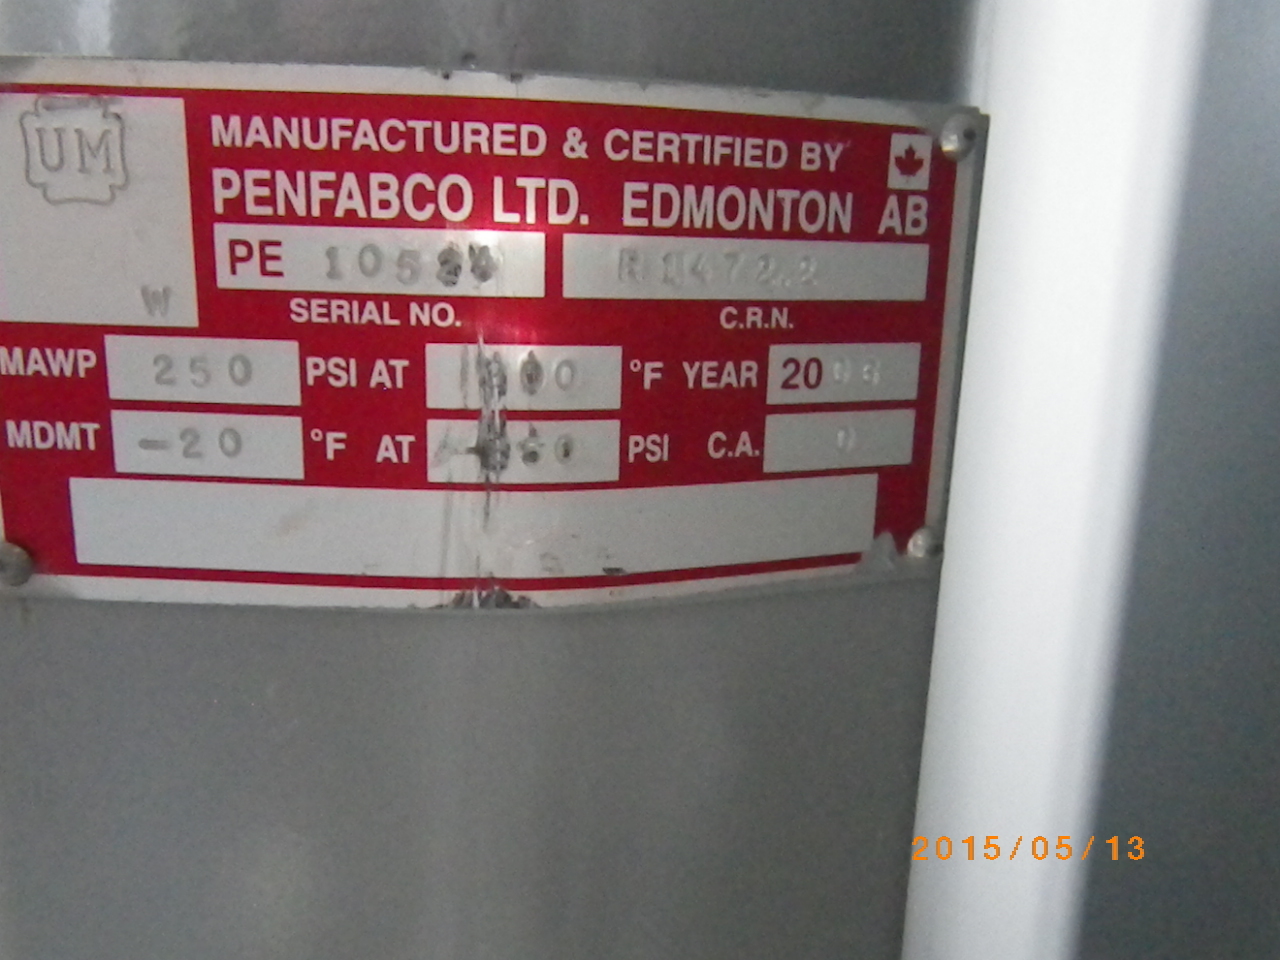 UM
W
MANUFACTURED & CERTIFIED BY
PENFABCO LTD. EDMONTON AB
PE
SERIAL NO. C.R.N.
MAWP 250 PSI AT °F YEAR
MDMT -20 °F AT PSI C.A. 0
2015/05/13